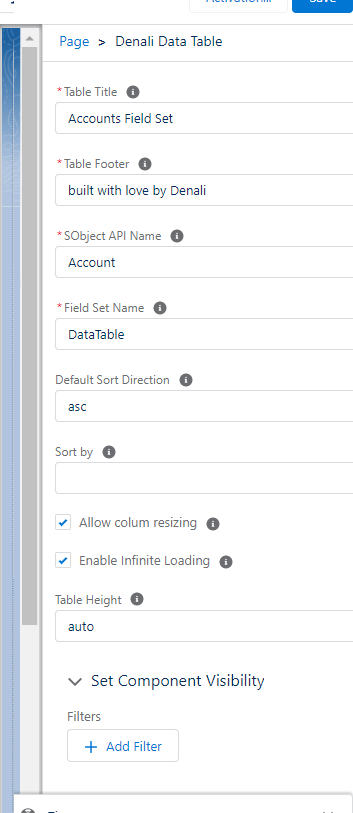 Page > Denali Data Table
*Table Title
Accounts Field Set
*Table Footer
built with love by Denali
*SObject API Name
Account
*Field Set Name
DataTable
Default Sort Direction
asc
Sort by
Allow colum resizing
Enable Infinite Loading
Table Height
auto
Set Component Visibility
Filters
+ Add Filter